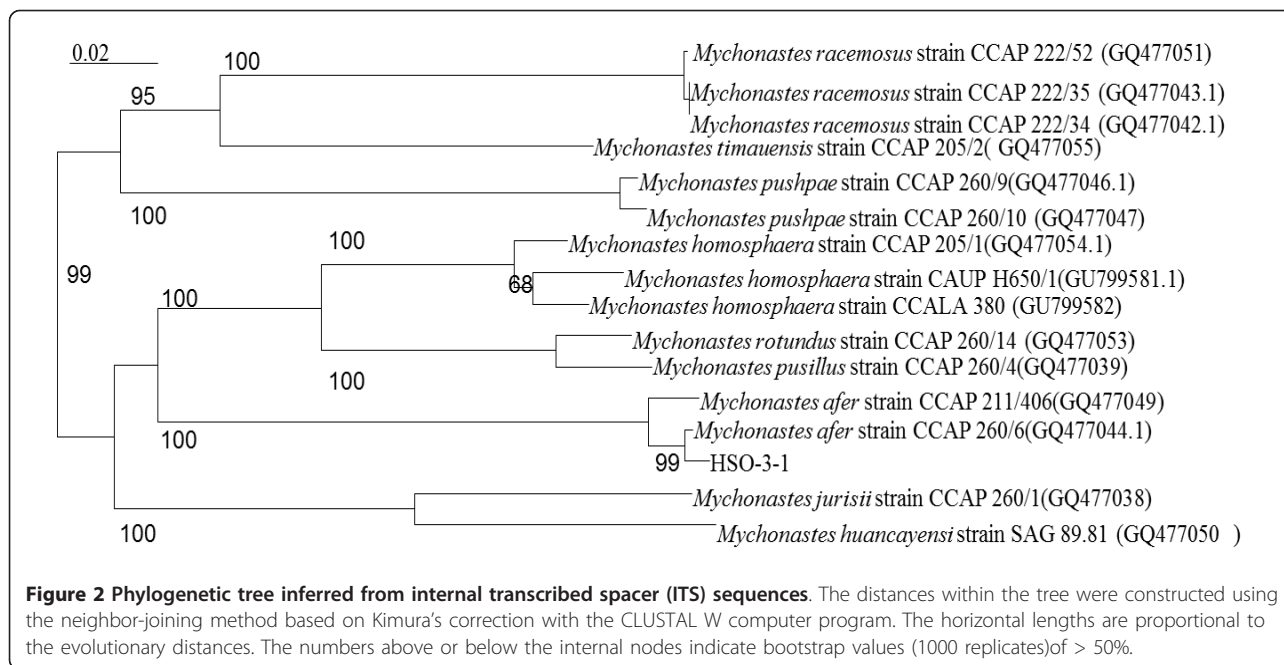 0.02
100
Mychonastes racemosus strain CCAP 222/52 (GQ477051)
95
Mychonastes racemosus strain CCAP 222/35 (GQ477043.1)
Mychonastes racemosus strain CCAP 222/34 (GQ477042.1)
Mychonastes timauensis strain CCAP 205/2( GQ477055)
Mychonastes pushpae strain CCAP 260/9(GQ477046.1)
100
Mychonastes pushpae strain CCAP 260/10 (GQ477047)
100
Mychonastes homosphaera strain CCAP 205/1(GQ477054.1)
99
68
Mychonastes homosphaera strain CAUP H650/1(GU799581.1)
100
Mychonastes homosphaera strain CCALA 380 (GU799582)
Mychonastes rotundus strain CCAP 260/14 (GQ477053)
100
Mychonastes pusillus strain CCAP 260/4(GQ477039)
Mychonastes afer strain CCAP 211/406(GQ477049)
100
Mychonastes afer strain CCAP 260/6(GQ477044.1)
99
HSO-3-1
Mychonastes jurisii strain CCAP 260/1(GQ477038)
100
Mychonastes huancayensi strain SAG 89.81 (GQ477050 )
Figure 2 Phylogenetic tree inferred from internal transcribed spacer (ITS) sequences. The distances within the tree were constructed using
the neighbor-joining method based on Kimura's correction with the CLUSTAL W computer program. The horizontal lengths are proportional to
the evolutionary distances. The numbers above or below the internal nodes indicate bootstrap values (1000 replicates)of > 50%.